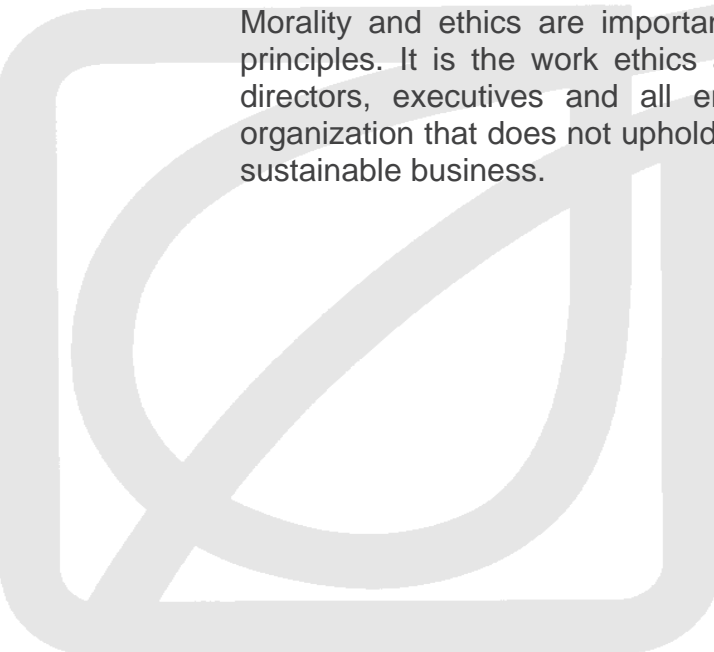 Morality and ethics are importan
principles. It is the work ethics
directors, executives and all e
organization that does not uphold
sustainable business.